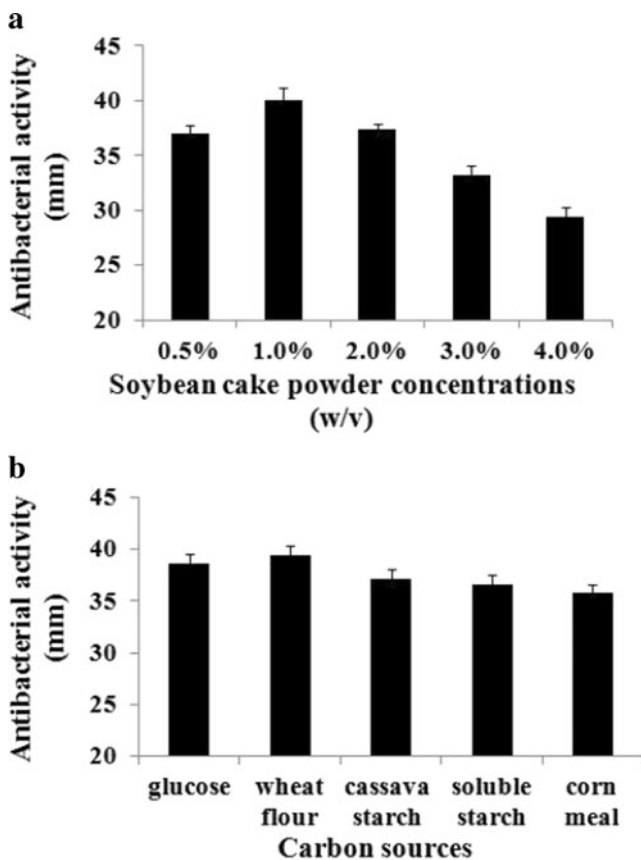 a
45
40
35
30
25
20
Antibacterial activity
(mm)
0.5% 1.0% 2.0% 3.0% 4.0%
Soybean cake powder concentrations
(w/v)
b
45
40
35
30
25
20
Antibacterial activity
(mm)
glucose wheat cassava soluble corn
flour starch starch meal
Carbon sources